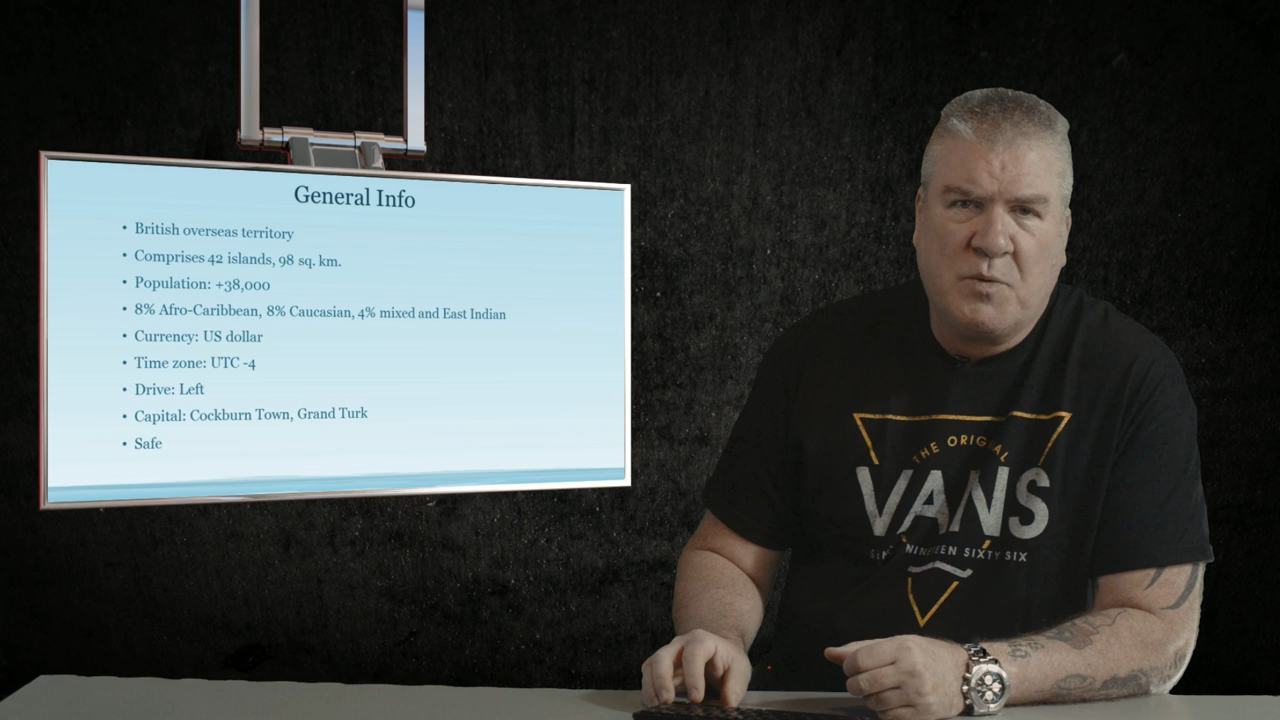 General Info
• British overseas territory
• Comprises 42 islands, 98 sq. km.
• Population: +38,000
• 8% Afro-Caribbean, 8% Caucasian, 4% mixed and East Indian
• Currency: US dollar
• Time zone: UTC -4
• Drive: Left
• Capital: Cockburn Town, Grand Turk
• Safe
THE ORIGINAL
VANS
NINETEEN SIXTY SIX